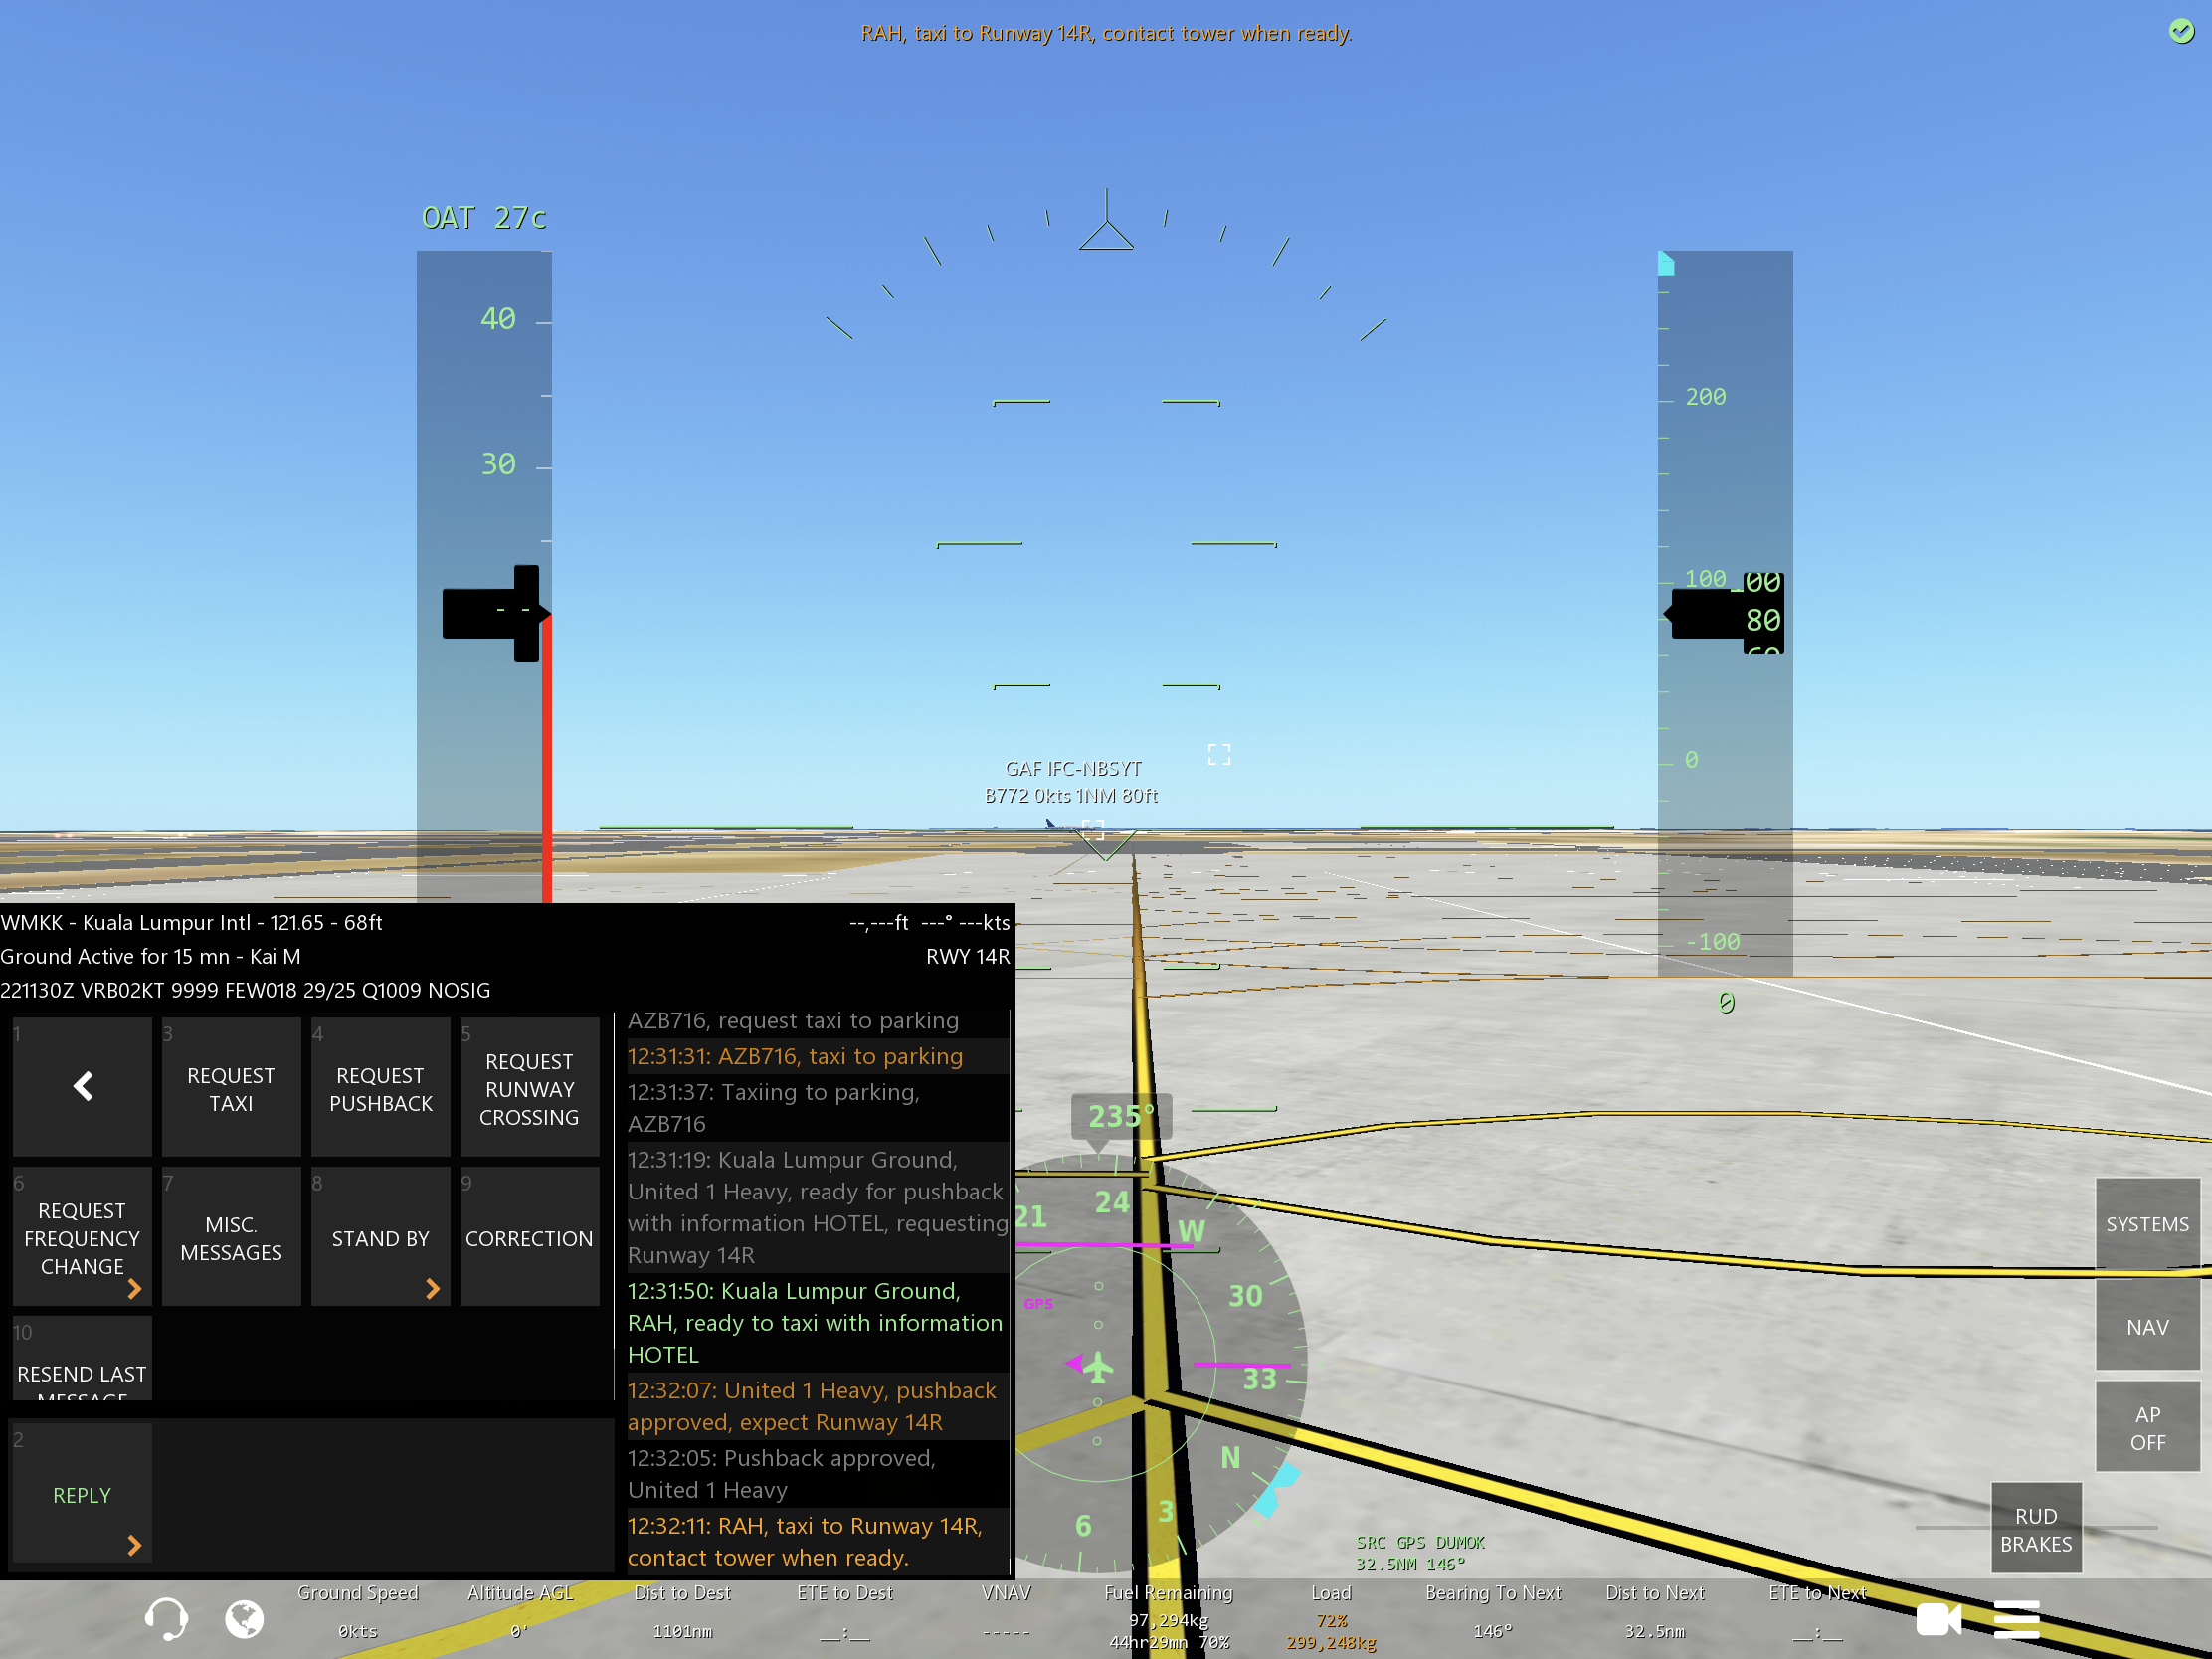 RAH, taxi to Runway 14R, contact tower when ready.
OAT 27c
40
30
- -
200
100
00
80
0
-100
0
GAF IFC-NBSYT
B772 0kts 1NM 80ft
WMKK - Kuala Lumpur Intl - 121.65 - 68ft
--,---ft ---° ---kts
Ground Active for 15 mn - Kai M
RWY 14R
221130Z VRB02KT 9999 FEW018 29/25 Q1009 NOSIG
1
3
REQUEST
TAXI
4
REQUEST
PUSHBACK
5
REQUEST
RUNWAY
CROSSING
6
REQUEST
FREQUENCY
CHANGE
7
MISC.
MESSAGES
8
STAND BY
9
CORRECTION
10
RESEND LAST
MESSAGE
2
REPLY
AZB716, request taxi to parking
12:31:31: AZB716, taxi to parking
12:31:37: Taxiing to parking,
AZB716
12:31:19: Kuala Lumpur Ground,
United 1 Heavy, ready for pushback
with information HOTEL, requesting
Runway 14R
12:31:50: Kuala Lumpur Ground,
RAH, ready to taxi with information
HOTEL
12:32:07: United 1 Heavy, pushback
approved, expect Runway 14R
12:32:05: Pushback approved,
United 1 Heavy
12:32:11: RAH, taxi to Runway 14R,
contact tower when ready.
235°
21
24
W
30
33
N
3
6
GPS
SRC GPS DUMOK
32.5NM 146°
SYSTEMS
NAV
AP
OFF
RUD
BRAKES
Ground Speed
0kts
Altitude AGL
0'
Dist to Dest
1101nm
ETE to Dest
__:__
VNAV
-----
Fuel Remaining
97,294kg
44hr29mn 70%
Load
72%
299,248kg
Bearing To Next
146°
Dist to Next
32.5nm
ETE to Next
__:__